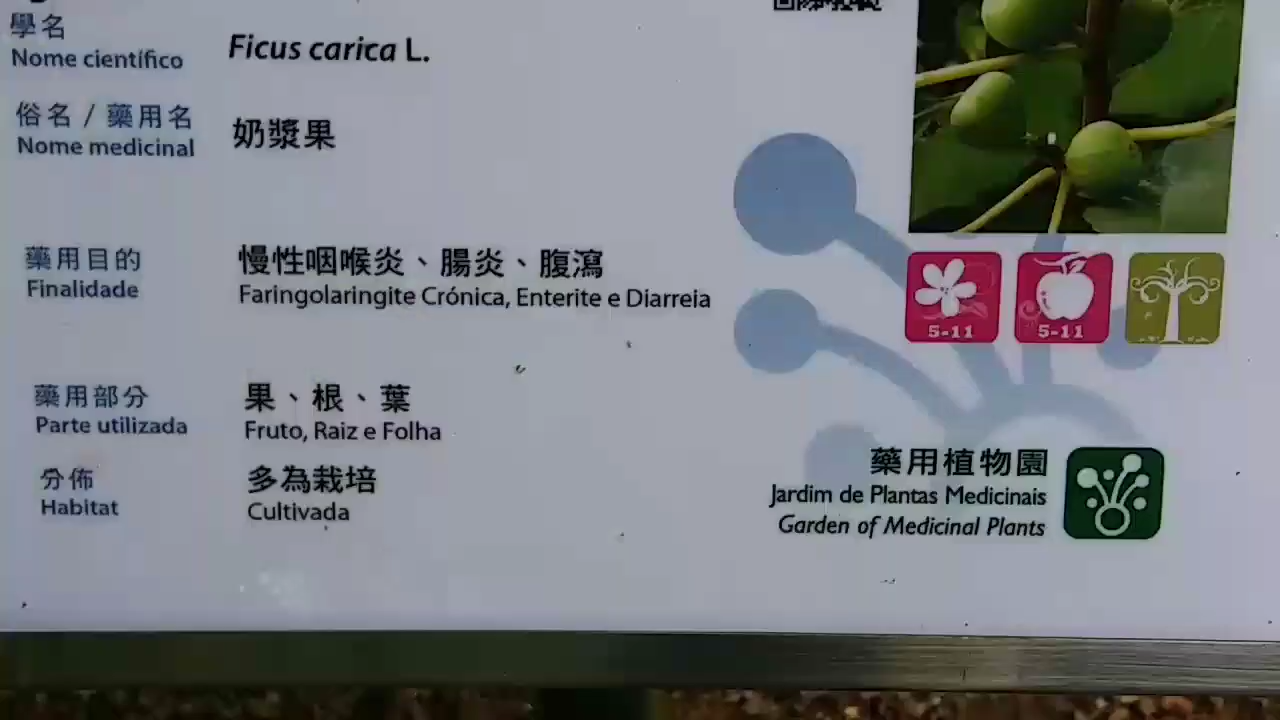 學名
Nome científico
Ficus carica L.
俗名 / 藥用名
Nome medicinal
奶漿果
藥用目的
Finalidade
慢性咽喉炎、腸炎、腹瀉
Faringolaringite Crónica, Enterite e Diarreia
5-11
5-11
藥用部分
Parte utilizada
果、根、葉
Fruto, Raiz e Folha
分佈
Habitat
多為栽培
Cultivada
藥用植物園
Jardim de Plantas Medicinais
Garden of Medicinal Plants